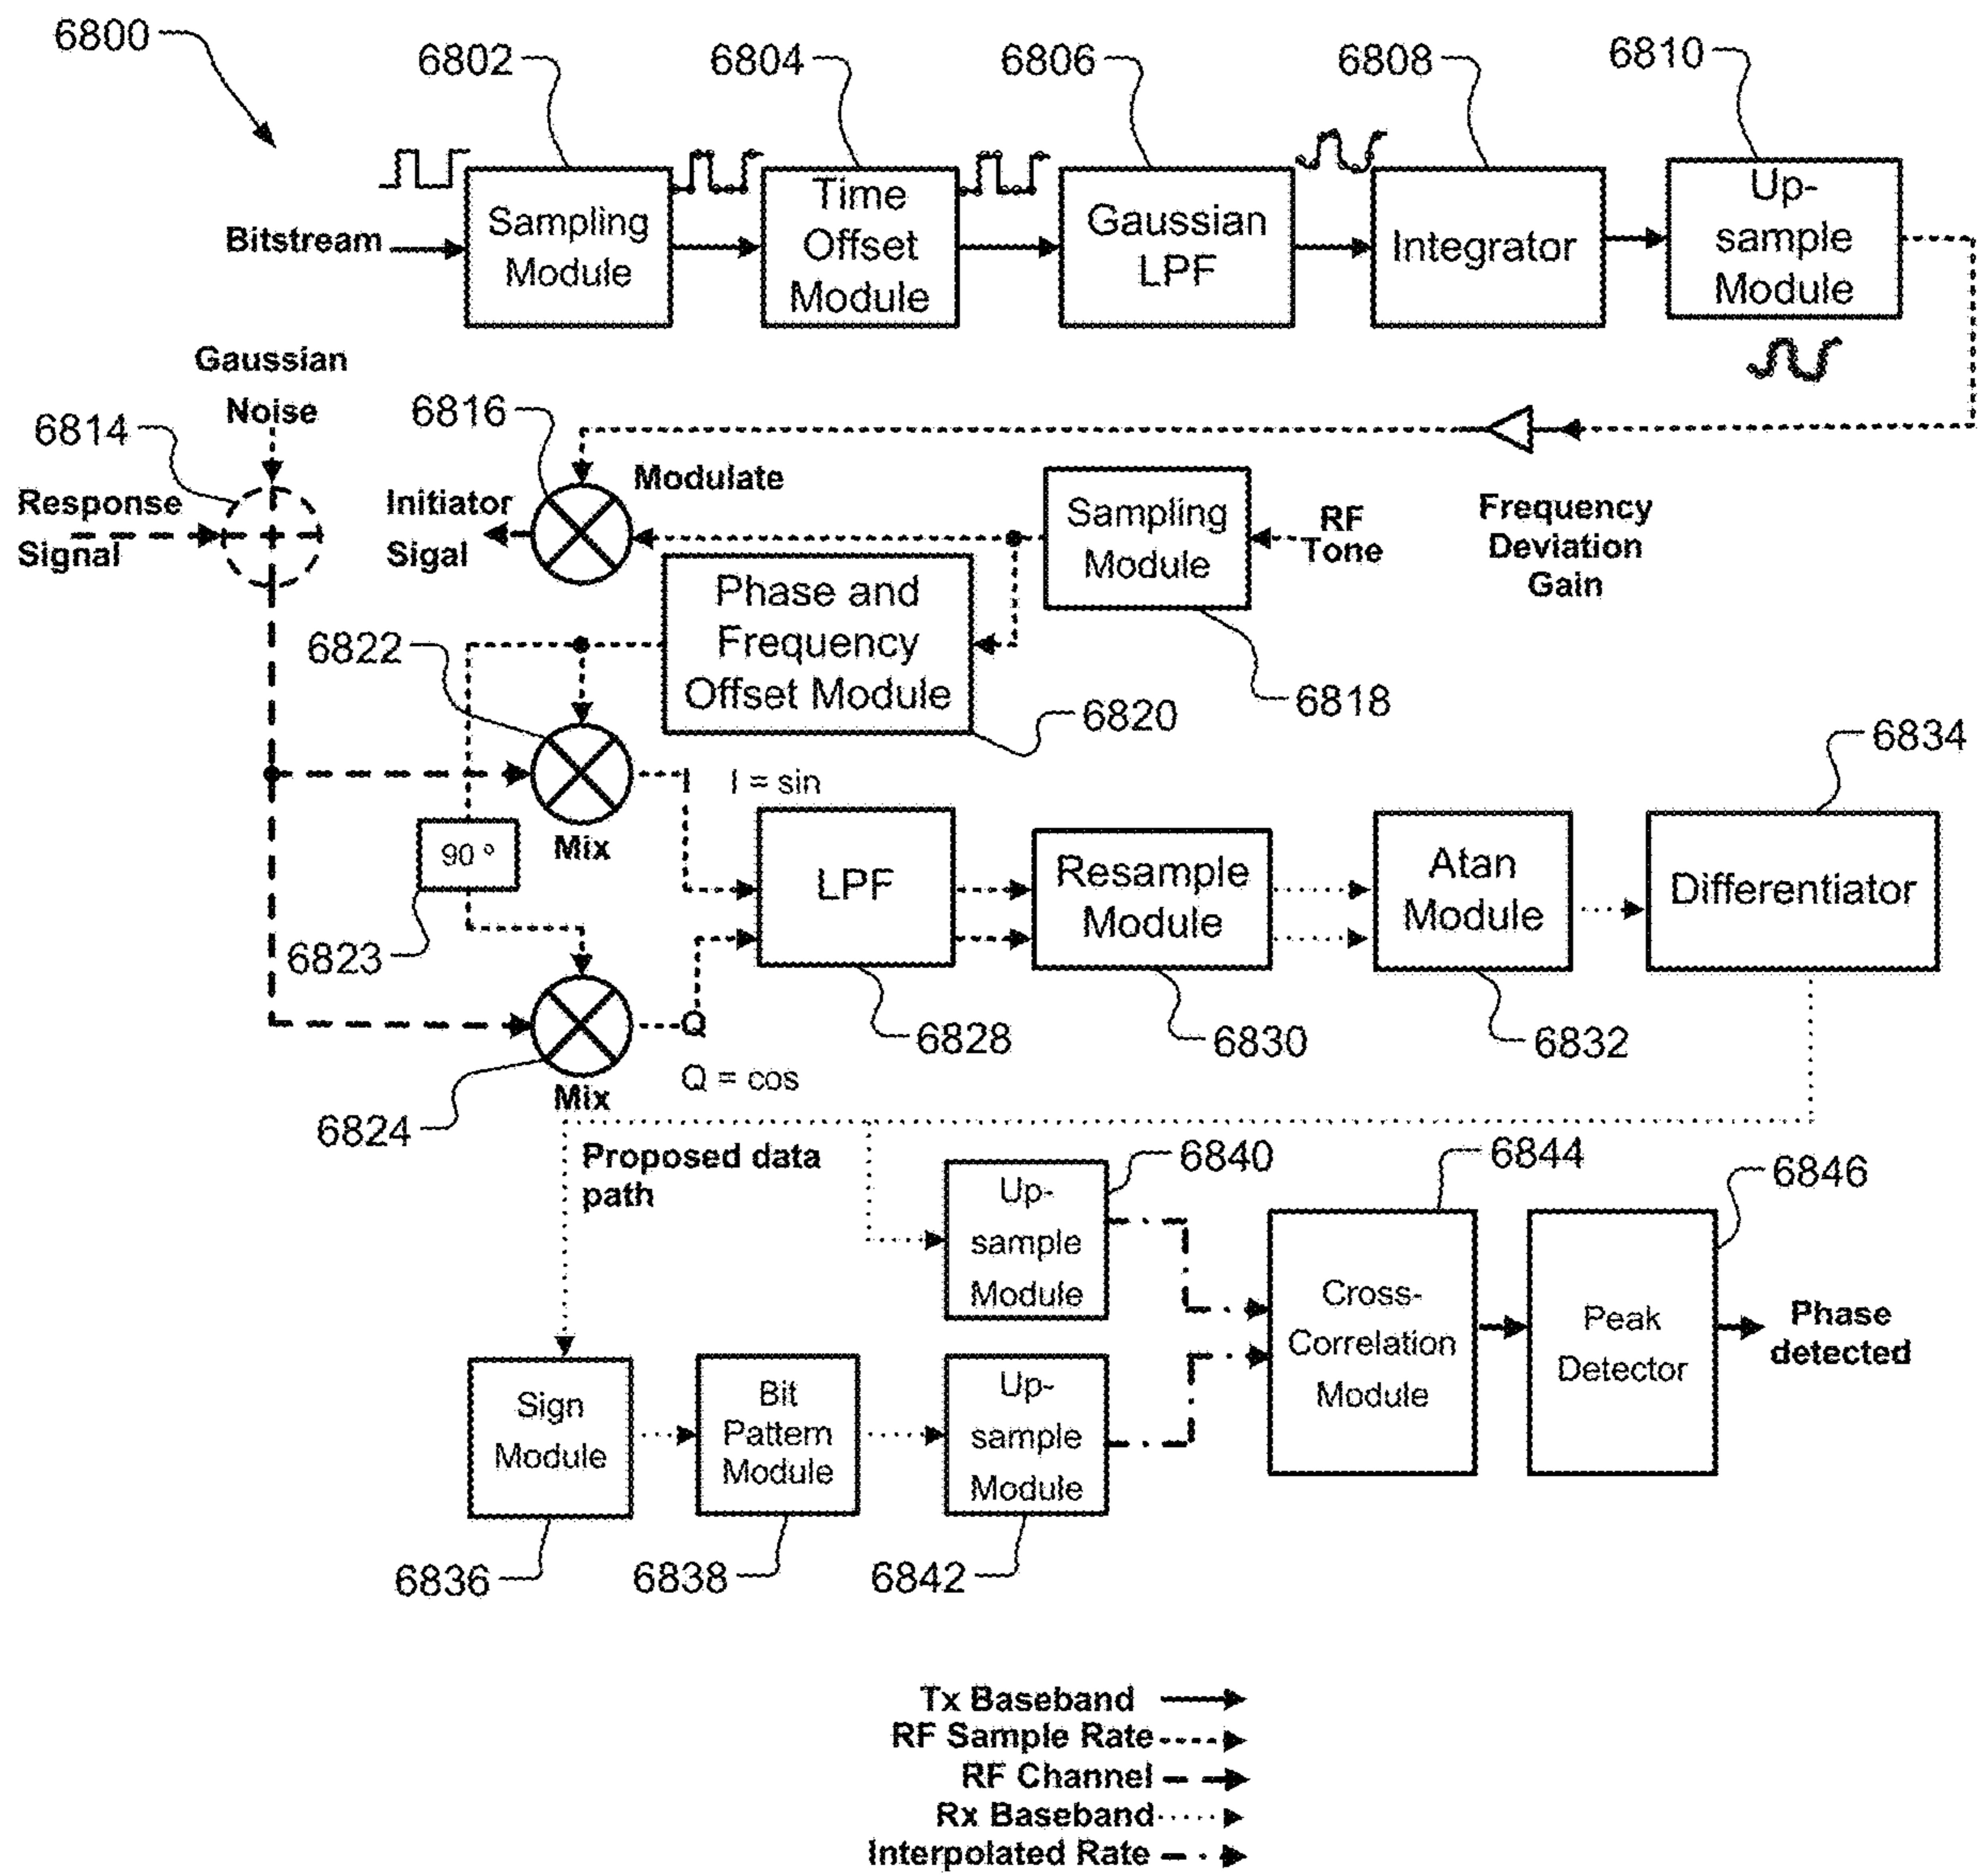 6800
6802
6804
6806
6808
6810
Bitstream
Sampling
Module
Time
Offset
Module
Gaussian
LPF
Integrator
Up-
sample
Module
Gaussian
Noise
6814
Response
Signal
6816
Initiator
Sigal
Modulate
Sampling
Module
RF
Tone
Frequency
Deviation
Gain
Phase and
Frequency
Offset Module
6818
6820
6822
Mix
I = sin
90 °
6823
6834
LPF
Resample
Module
Atan
Module
Differentiator
Q
6828
6830
6832
Q = cos
Mix
6824
Proposed data
path
6840
6844
6846
Up-
sample
Module
Cross-
Correlation
Module
Peak
Detector
Phase
detected
Sign
Module
Bit
Pattem
Module
Up-
sample
Module
6836
6838
6842
Tx Baseband
RF Sample Rate
RF Channel
Rx Baseband
Interpolated Rate